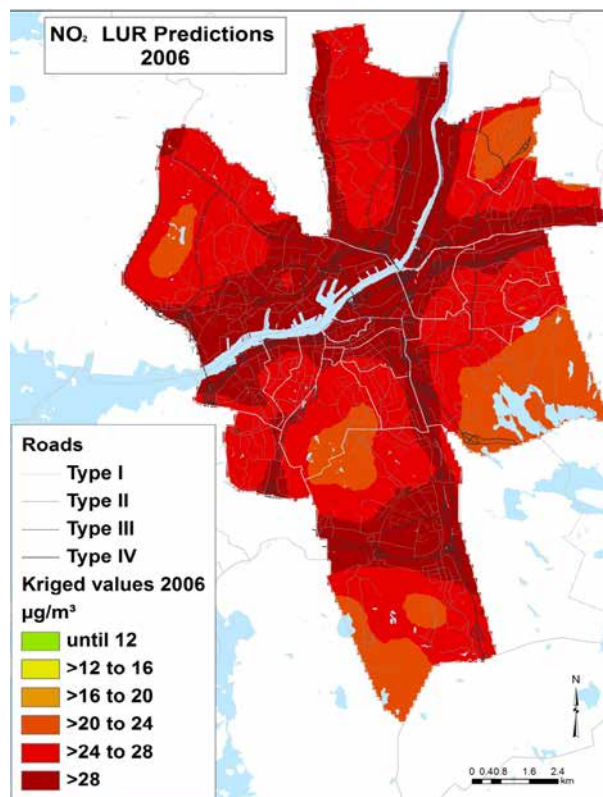 NO₂ LUR Predictions
2006
Roads
Type I
Type II
Type III
Type IV
Kriged values 2006
µg/m³
until 12
>12 to 16
>16 to 20
>20 to 24
>24 to 28
>28
N
0 0.40.8 1.6 2.4
km